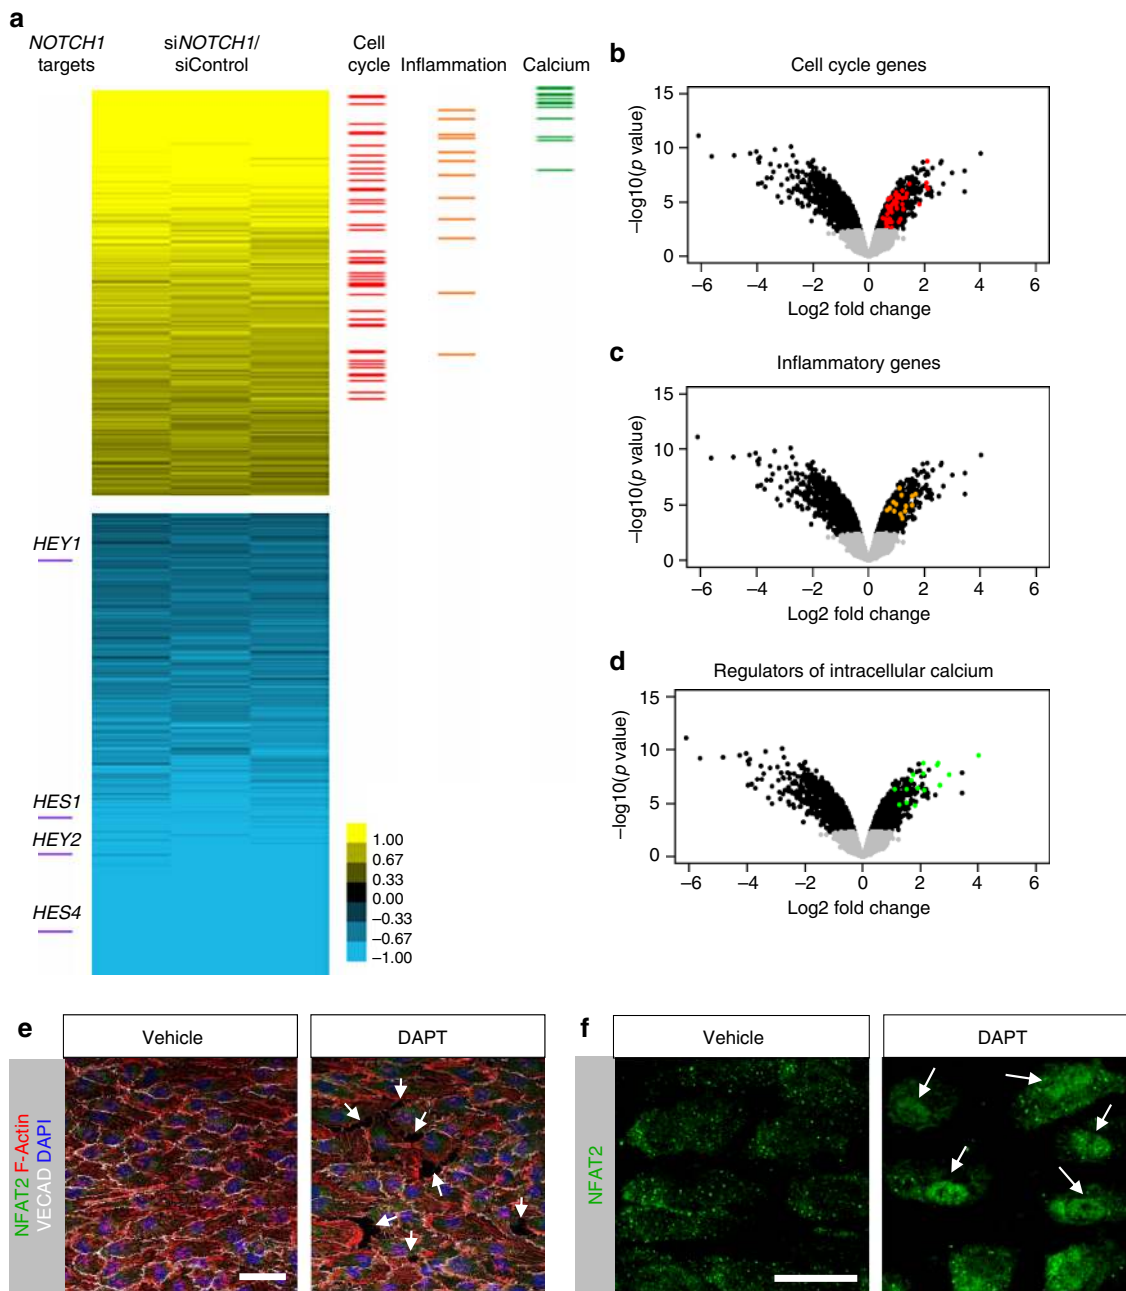 a
NOTCH1 targets
siNOTCH1/ siControl
Cell cycle
Inflammation
Calcium
HEY1
HES1
HEY2
HES4
1.00
0.67
0.33
0.00
−0.33
−0.67
−1.00
b
Cell cycle genes
−log10(p value)
15
10
5
0
−6 −4 −2 0 2 4 6
Log2 fold change
c
Inflammatory genes
−log10(p value)
15
10
5
0
−6 −4 −2 0 2 4 6
Log2 fold change
d
Regulators of intracellular calcium
−log10(p value)
15
10
5
0
−6 −4 −2 0 2 4 6
Log2 fold change
e
Vehicle
DAPT
NFAT2 F-Actin
VECAD DAPI
f
Vehicle
DAPT
NFAT2